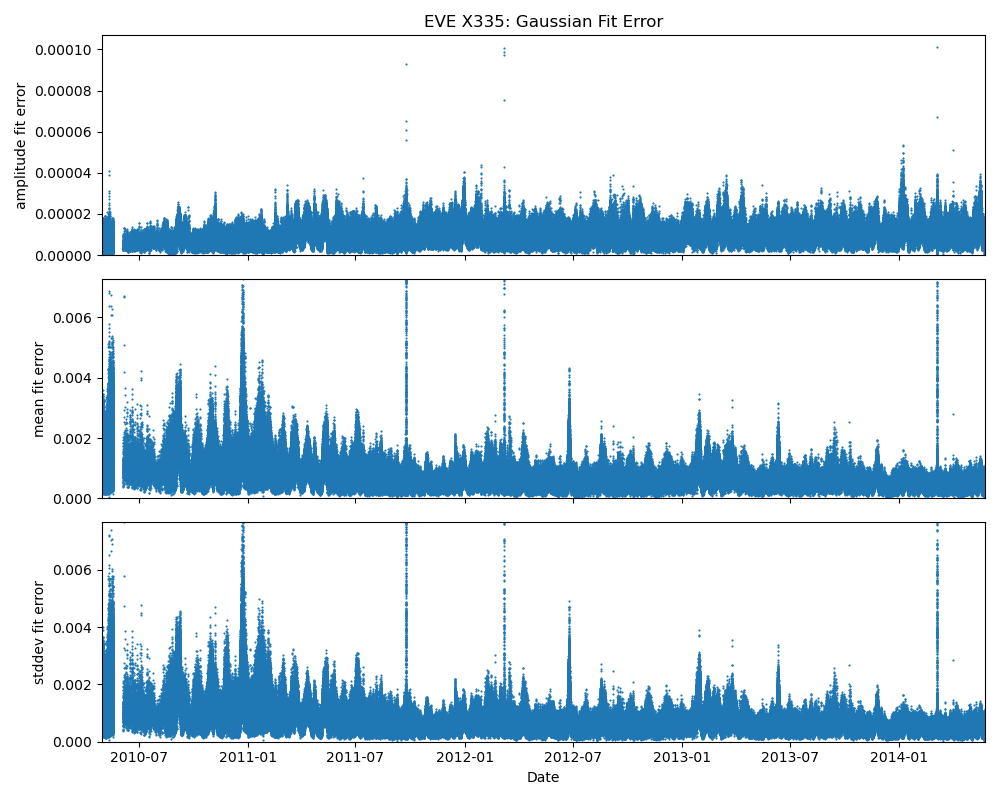 EVE X335: Gaussian Fit Error
0.00010
0.00008
0.00006
0.00004
0.00002
0.00000
amplitude fit error
0.006
0.004
0.002
0.000
mean fit error
0.006
0.004
0.002
0.000
stddev fit error
2010-07 2011-01 2011-07 2012-01 2012-07 2013-01 2013-07 2014-01
Date